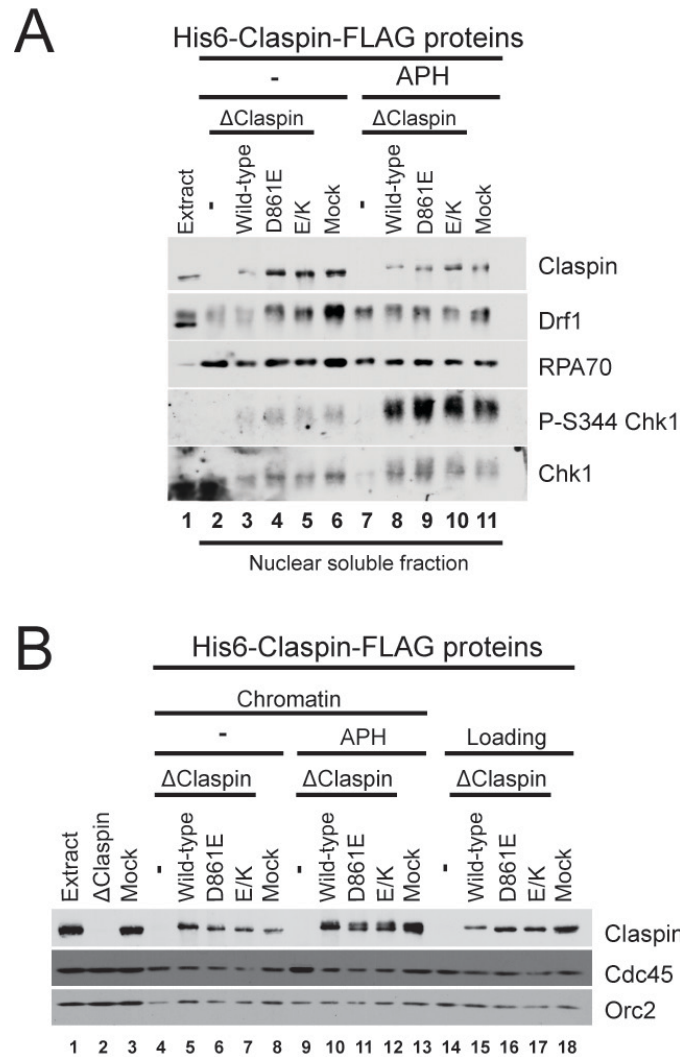 A
His6-Claspin-FLAG proteins
- APH
ΔClaspin ΔClaspin
Extract - Wild-type D861E E/K Mock - Wild-type D861E E/K Mock
Claspin
Drf1
RPA70
P-S344 Chk1
Chk1
1 2 3 4 5 6 7 8 9 10 11
Nuclear soluble fraction
B
His6-Claspin-FLAG proteins
Chromatin
- APH Loading
ΔClaspin ΔClaspin ΔClaspin
Extract ΔClaspin Mock - Wild-type D861E E/K Mock - Wild-type D861E E/K Mock - Wild-type D861E E/K Mock
Claspin
Cdc45
Orc2
1 2 3 4 5 6 7 8 9 10 11 12 13 14 15 16 17 18